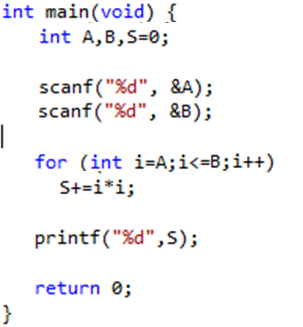 int main(void) {
int A,B,S=0;
scanf("%d", &A);
scanf("%d", &B);
for (int i=A;i<=B;i++)
S+=i*i;
printf("%d",S);
return 0;
}